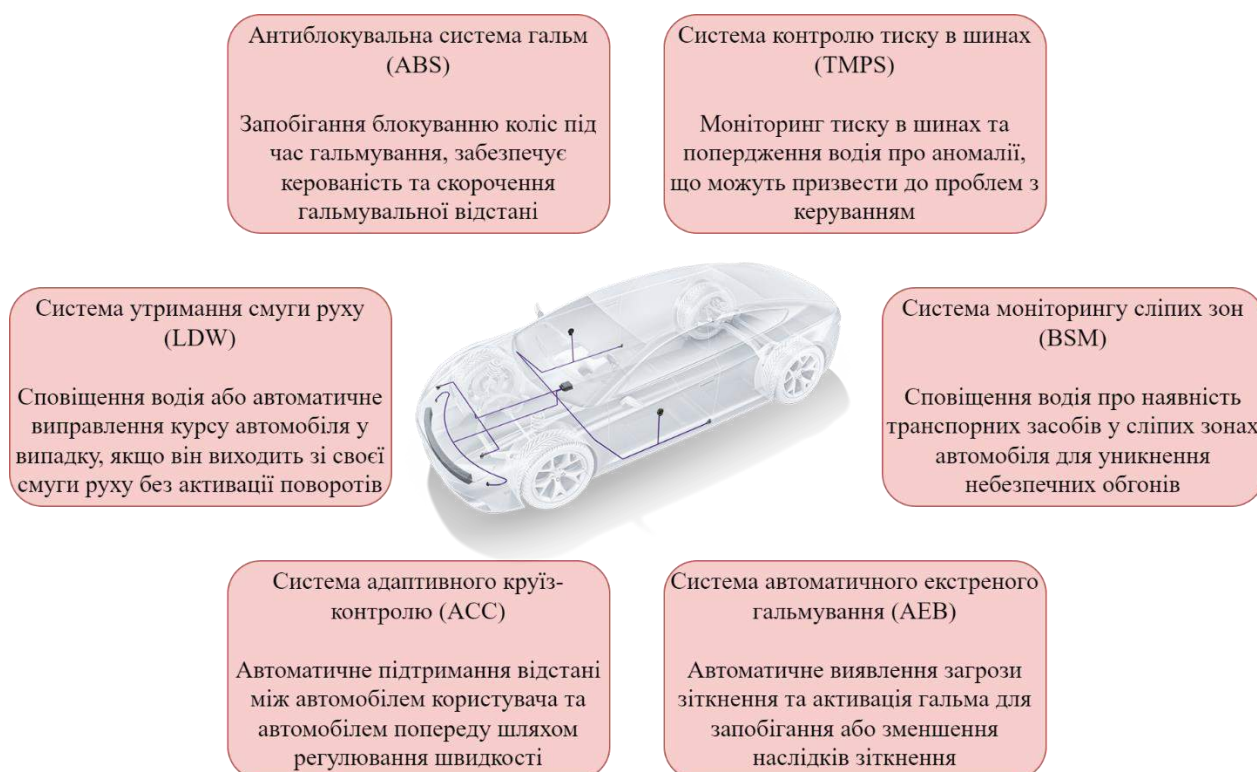 Антиблокувальна система гальм
(ABS)
Запобігання блокуванню коліс під
час гальмування, забезпечує
керованість та скорочення
гальмувальної відстані
Система контролю тиску в шинах
(TMPS)
Моніторинг тиску в шинах та
попердження водія про аномалії,
що можуть призвести до проблем з
керуванням
Система утримання смуги руху
(LDW)
Сповіщення водія або автоматичне
виправлення курсу автомобіля у
випадку, якщо він виходить зі своєї
смуги руху без активації поворотів
Система моніторингу сліпих зон
(BSM)
Сповіщення водія про наявність
транспорних засобів у сліпих зонах
автомобіля для уникнення
небезпечних обгонів
Система адаптивного круїз-
контролю (ACC)
Автоматичне підтримання відстані
між автомобілем користувача та
автомобілем попереду шляхом
регулювання швидкості
Система автоматичного екстреного
гальмування (AEB)
Автоматичне виявлення загрози
зіткнення та активація гальма для
запобігання або зменшення
наслідків зіткнення